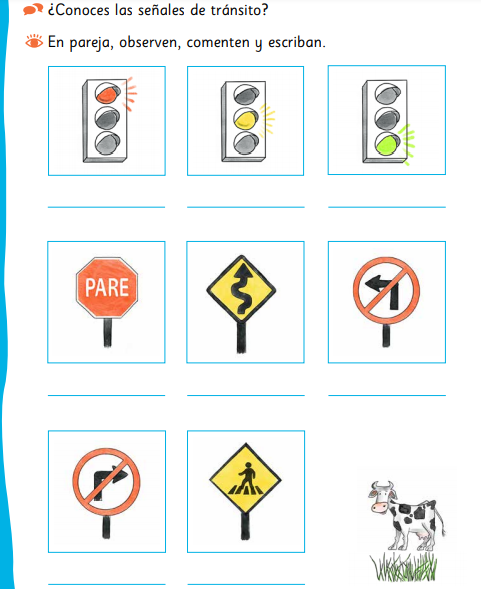 ¿Conoces las señales de tránsito?
En pareja, observen, comenten y escriban.
PARE